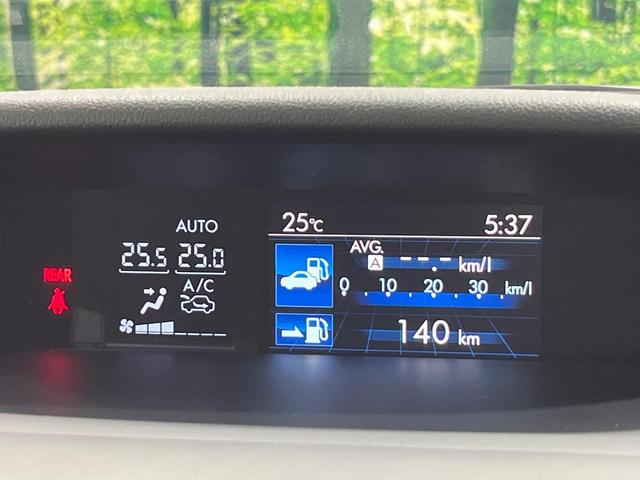 AUTO
25.5 25.0
A/C
REAR
25℃ 5:37
AVG.
A --.- km/l
0 10 20 30 km/l
140 km